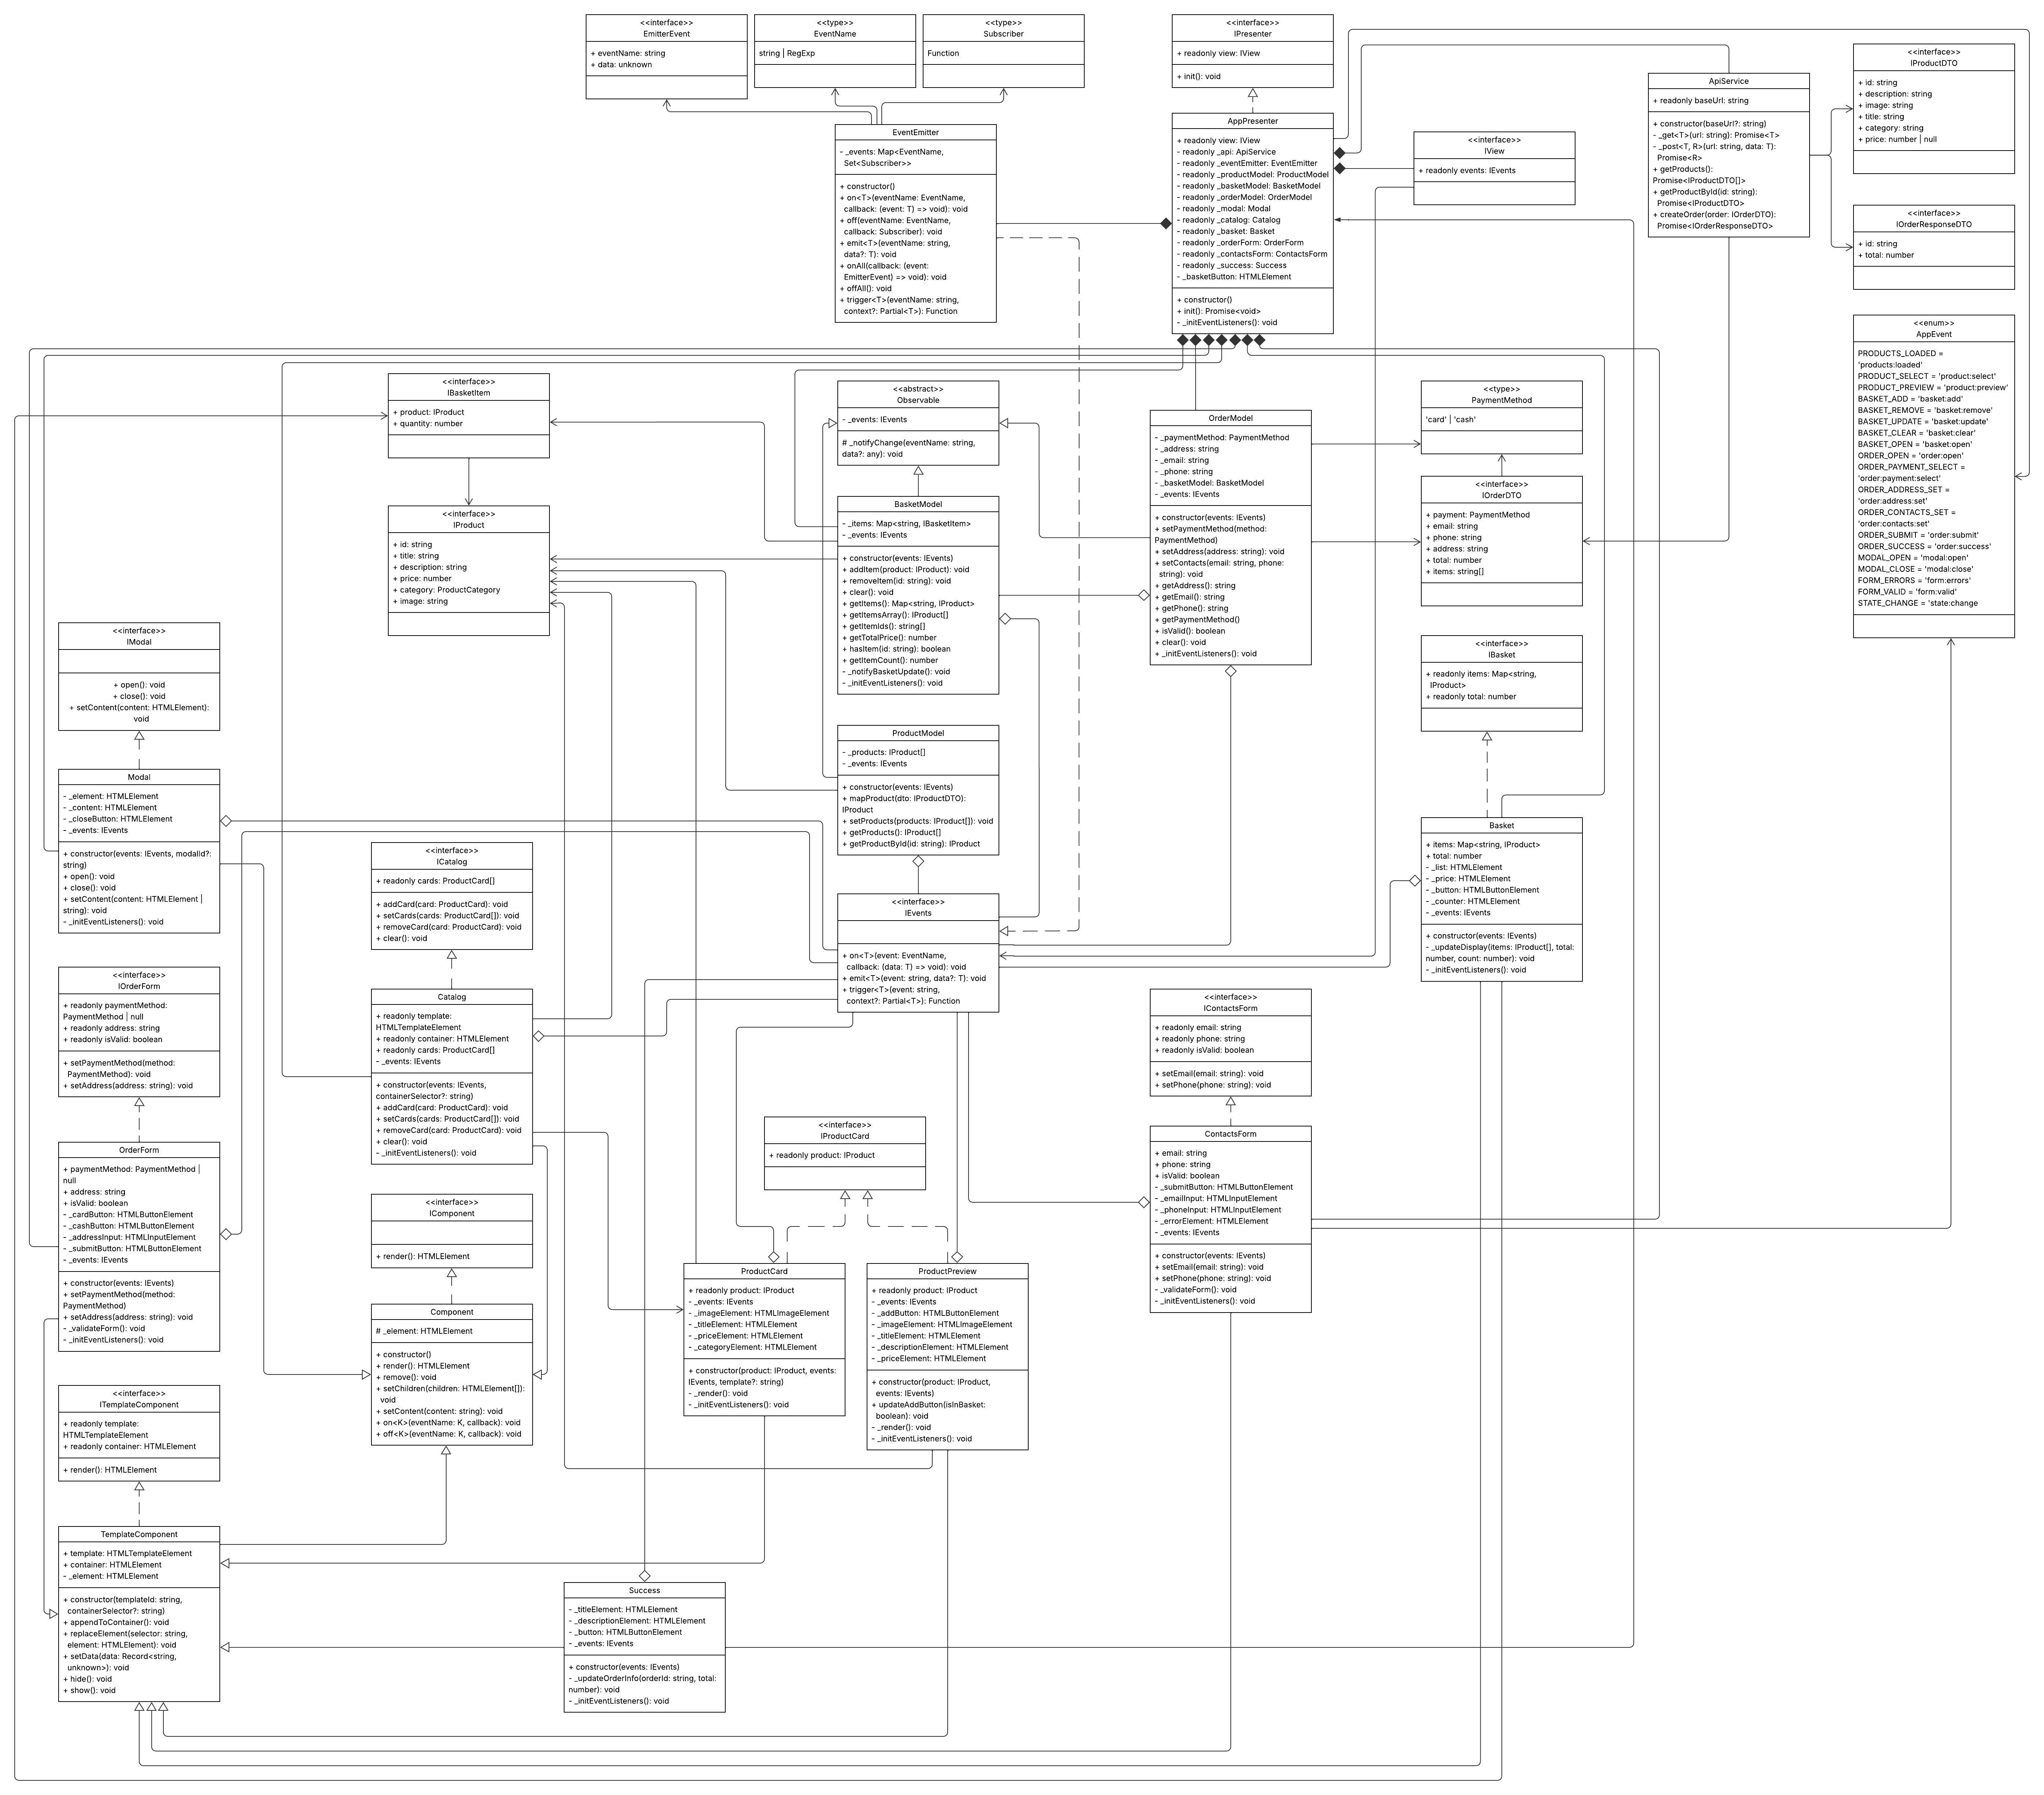 <<interface>>
EmitterEvent
+ eventName: string
+ data: unknown
<<type>>
EventName
string | RegExp
<<type>>
Subscriber
Function
<<interface>>
IPresenter
+ readonly view: IView
+ init(): void
<<interface>>
IProductDTO
+ id: string
+ description: string
+ image: string
+ title: string
+ category: string
+ price: number | null
ApiService
+ readonly baseUrl: string
+ constructor(baseUrl?: string)
- _get<T>(url: string): Promise<T>
- _post<T, R>(url: string, data: T):
Promise<R>
+ getProducts():
Promise<IProductDTO[]>
+ getProductById(id: string):
Promise<IProductDTO>
+ createOrder(order: IOrderDTO):
Promise<IOrderResponseDTO>
EventEmitter
- _events: Map<EventName,
Set<Subscriber>>
+ constructor()
+ on<T>(eventName: EventName,
callback: (event: T) => void): void
+ off(eventName: EventName,
callback: Subscriber): void
+ emit<T>(eventName: string,
data?: T): void
+ onAll(callback: (event:
EmitterEvent) => void): void
+ offAll(): void
+ trigger<T>(eventName: string,
context?: Partial<T>): Function
AppPresenter
+ readonly view: IView
- readonly _api: ApiService
- readonly _eventEmitter: EventEmitter
- readonly _productModel: ProductModel
- readonly _basketModel: BasketModel
- readonly _orderModel: OrderModel
- readonly _modal: Modal
- readonly _catalog: Catalog
- readonly _basket: Basket
- readonly _orderForm: OrderForm
- readonly _contactsForm: ContactsForm
- readonly _success: Success
- _basketButton: HTMLElement
+ constructor()
+ init(): Promise<void>
- _initEventListeners(): void
<<interface>>
IView
+ readonly events: IEvents
<<interface>>
IOrderResponseDTO
+ id: string
+ total: number
<<enum>>
AppEvent
PRODUCTS_LOADED =
'products:loaded'
PRODUCT_SELECT = 'product:select'
PRODUCT_PREVIEW = 'product:preview'
BASKET_ADD = 'basket:add'
BASKET_REMOVE = 'basket:remove'
BASKET_UPDATE = 'basket:update'
BASKET_CLEAR = 'basket:clear'
BASKET_OPEN = 'basket:open'
ORDER_OPEN = 'order:open'
ORDER_PAYMENT_SELECT =
'order:payment:select'
ORDER_ADDRESS_SET =
'order:address:set'
ORDER_CONTACTS_SET =
'order:contacts:set'
ORDER_SUBMIT = 'order:submit'
ORDER_SUCCESS = 'order:success'
MODAL_OPEN = 'modal:open'
MODAL_CLOSE = 'modal:close'
FORM_ERRORS = 'form:errors'
FORM_VALID = 'form:valid'
STATE_CHANGE = 'state:change
<<interface>>
IBasketItem
+ product: IProduct
+ quantity: number
<<abstract>>
Observable
- _events: IEvents
# _notifyChange(eventName: string,
data?: any): void
OrderModel
- _paymentMethod: PaymentMethod
- _address: string
- _email: string
- _phone: string
- _basketModel: BasketModel
- _events: IEvents
+ constructor(events: IEvents)
+ setPaymentMethod(method:
PaymentMethod)
+ setAddress(address: string): void
+ setContacts(email: string, phone:
string): void
+ getAddress(): string
+ getEmail(): string
+ getPhone(): string
+ getPaymentMethod()
+ isValid(): boolean
+ clear(): void
+ _initEventListeners(): void
<<type>>
PaymentMethod
'card' | 'cash'
<<interface>>
IOrderDTO
+ payment: PaymentMethod
+ email: string
+ phone: string
+ address: string
+ total: number
+ items: string[]
<<interface>>
IProduct
+ id: string
+ title: string
+ description: string
+ price: number
+ category: ProductCategory
+ image: string
BasketModel
- _items: Map<string, IBasketItem>
- _events: IEvents
+ constructor(events: IEvents)
+ addItem(product: IProduct): void
+ removeItem(id: string): void
+ clear(): void
+ getItems(): Map<string, IProduct>
+ getItemsArray(): IProduct[]
+ getItemIds(): string[]
+ getTotalPrice(): number
+ hasItem(id: string): boolean
+ getItemCount(): number
- _notifyBasketUpdate(): void
- _initEventListeners(): void
<<interface>>
IModal
+ open(): void
+ close(): void
+ setContent(content: HTMLElement):
void
<<interface>>
IBasket
+ readonly items: Map<string,
IProduct>
+ readonly total: number
ProductModel
- _products: IProduct[]
- _events: IEvents
+ constructor(events: IEvents)
+ mapProduct(dto: IProductDTO):
IProduct
+ setProducts(products: IProduct[]): void
+ getProducts(): IProduct[]
+ getProductById(id: string): IProduct
Modal
- _element: HTMLElement
- _content: HTMLElement
- _closeButton: HTMLElement
- _events: IEvents
+ constructor(events: IEvents, modalId?:
string)
+ open(): void
+ close(): void
+ setContent(content: HTMLElement |
string): void
- _initEventListeners(): void
<<interface>>
ICatalog
+ readonly cards: ProductCard[]
+ addCard(card: ProductCard): void
+ setCards(cards: ProductCard[]): void
+ removeCard(card: ProductCard): void
+ clear(): void
Basket
+ items: Map<string, IProduct>
+ total: number
- _list: HTMLElement
- _price: HTMLElement
- _button: HTMLButtonElement
- _counter: HTMLElement
- _events: IEvents
+ constructor(events: IEvents)
- _updateDisplay(items: IProduct[], total:
number, count: number): void
- _initEventListeners(): void
<<interface>>
IEvents
+ on<T>(event: EventName,
callback: (data: T) => void): void
+ emit<T>(event: string, data?: T): void
+ trigger<T>(event: string,
context?: Partial<T>): Function
<<interface>>
IOrderForm
+ readonly paymentMethod:
PaymentMethod | null
+ readonly address: string
+ readonly isValid: boolean
+ setPaymentMethod(method:
PaymentMethod): void
+ setAddress(address: string): void
Catalog
+ readonly template:
HTMLTemplateElement
+ readonly container: HTMLElement
+ readonly cards: ProductCard[]
- _events: IEvents
+ constructor(events: IEvents,
containerSelector?: string)
+ addCard(card: ProductCard): void
+ setCards(cards: ProductCard[]): void
+ removeCard(card: ProductCard): void
+ clear(): void
- _initEventListeners(): void
<<interface>>
IContactsForm
+ readonly email: string
+ readonly phone: string
+ readonly isValid: boolean
+ setEmail(email: string): void
+ setPhone(phone: string): void
<<interface>>
IProductCard
+ readonly product: IProduct
OrderForm
+ paymentMethod: PaymentMethod |
null
+ address: string
+ isValid: boolean
- _cardButton: HTMLButtonElement
- _cashButton: HTMLButtonElement
- _addressInput: HTMLInputElement
- _submitButton: HTMLButtonElement
- _events: IEvents
+ constructor(events: IEvents)
+ setPaymentMethod(method:
PaymentMethod)
+ setAddress(address: string): void
- _validateForm(): void
- _initEventListeners(): void
ContactsForm
+ email: string
+ phone: string
+ isValid: boolean
- _submitButton: HTMLButtonElement
- _emailInput: HTMLInputElement
- _phoneInput: HTMLInputElement
- _errorElement: HTMLElement
- _events: IEvents
+ constructor(events: IEvents)
+ setEmail(email: string): void
+ setPhone(phone: string): void
- _validateForm(): void
- _initEventListeners(): void
<<interface>>
IComponent
+ render(): HTMLElement
Component
# _element: HTMLElement
+ constructor()
+ render(): HTMLElement
+ remove(): void
+ setChildren(children: HTMLElement[]):
void
+ setContent(content: string): void
+ on<K>(eventName: K, callback): void
+ off<K>(eventName: K, callback): void
ProductCard
+ readonly product: IProduct
- _events: IEvents
- _imageElement: HTMLImageElement
- _titleElement: HTMLElement
- _priceElement: HTMLElement
- _categoryElement: HTMLElement
+ constructor(product: IProduct, events:
IEvents, template?: string)
- _render(): void
- _initEventListeners(): void
ProductPreview
+ readonly product: IProduct
- _events: IEvents
- _addButton: HTMLButtonElement
- _imageElement: HTMLImageElement
- _titleElement: HTMLElement
- _descriptionElement: HTMLElement
- _priceElement: HTMLElement
+ constructor(product: IProduct,
events: IEvents)
+ updateAddButton(isInBasket:
boolean): void
- _render(): void
- _initEventListeners(): void
<<interface>>
ITemplateComponent
+ readonly template:
HTMLTemplateElement
+ readonly container: HTMLElement
+ render(): HTMLElement
TemplateComponent
+ template: HTMLTemplateElement
+ container: HTMLElement
- _element: HTMLElement
+ constructor(templateId: string,
containerSelector?: string)
+ appendToContainer(): void
+ replaceElement(selector: string,
element: HTMLElement): void
+ setData(data: Record<string,
unknown>): void
+ hide(): void
+ show(): void
Success
- _titleElement: HTMLElement
- _descriptionElement: HTMLElement
- _button: HTMLButtonElement
- _events: IEvents
+ constructor(events: IEvents)
- _updateOrderInfo(orderId: string, total:
number): void
- _initEventListeners(): void